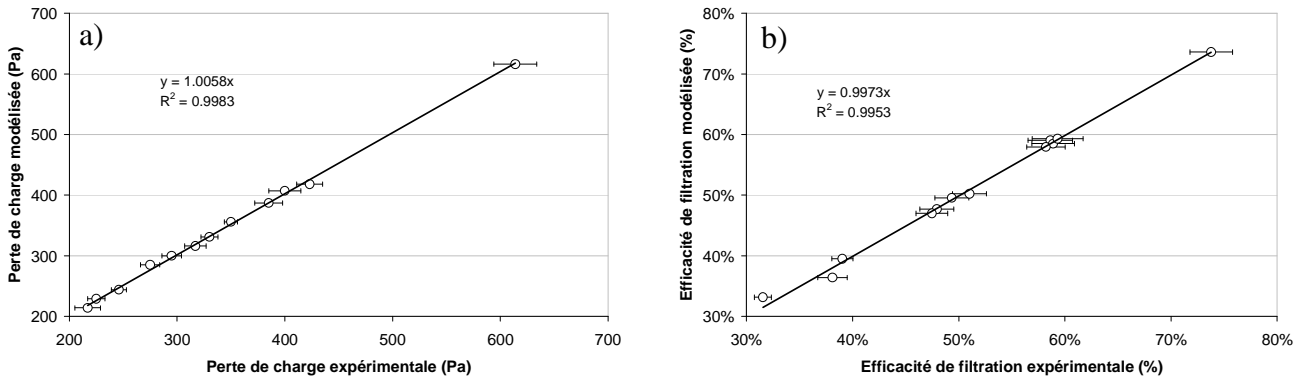 a)
700
600
500
400
300
200
Perte de charge modélisée (Pa)
y = 1.0058x
R² = 0.9983
200 300 400 500 600 700
Perte de charge expérimentale (Pa)
b)
80%
70%
60%
50%
40%
30%
Efficacité de filtration modélisée (%)
y = 0.9973x
R² = 0.9953
30% 40% 50% 60% 70% 80%
Efficacité de filtration expérimentale (%)